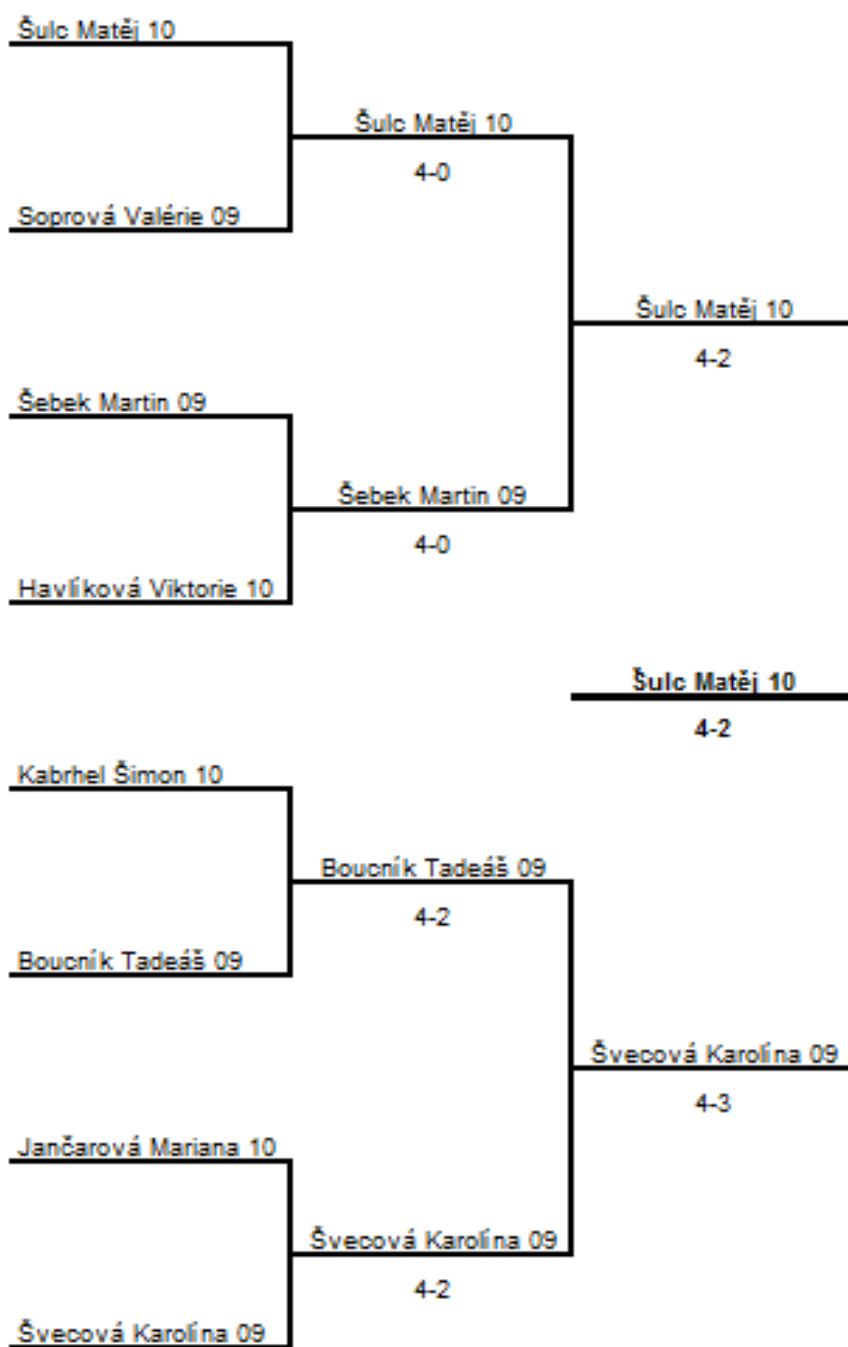 Šulc Matěj 10
Šulc Matěj 10
4-0
Soprová Valérie 09
Šulc Matěj 10
4-2
Šebek Martin 09
Šebek Martin 09
4-0
Havlíková Viktorie 10
Šulc Matěj 10
4-2
Kabrhel Šimon 10
Boucník Tadeáš 09
4-2
Boucník Tadeáš 09
Švecová Karolína 09
4-3
Jančarová Mariana 10
Švecová Karolína 09
4-2
Švecová Karolína 09